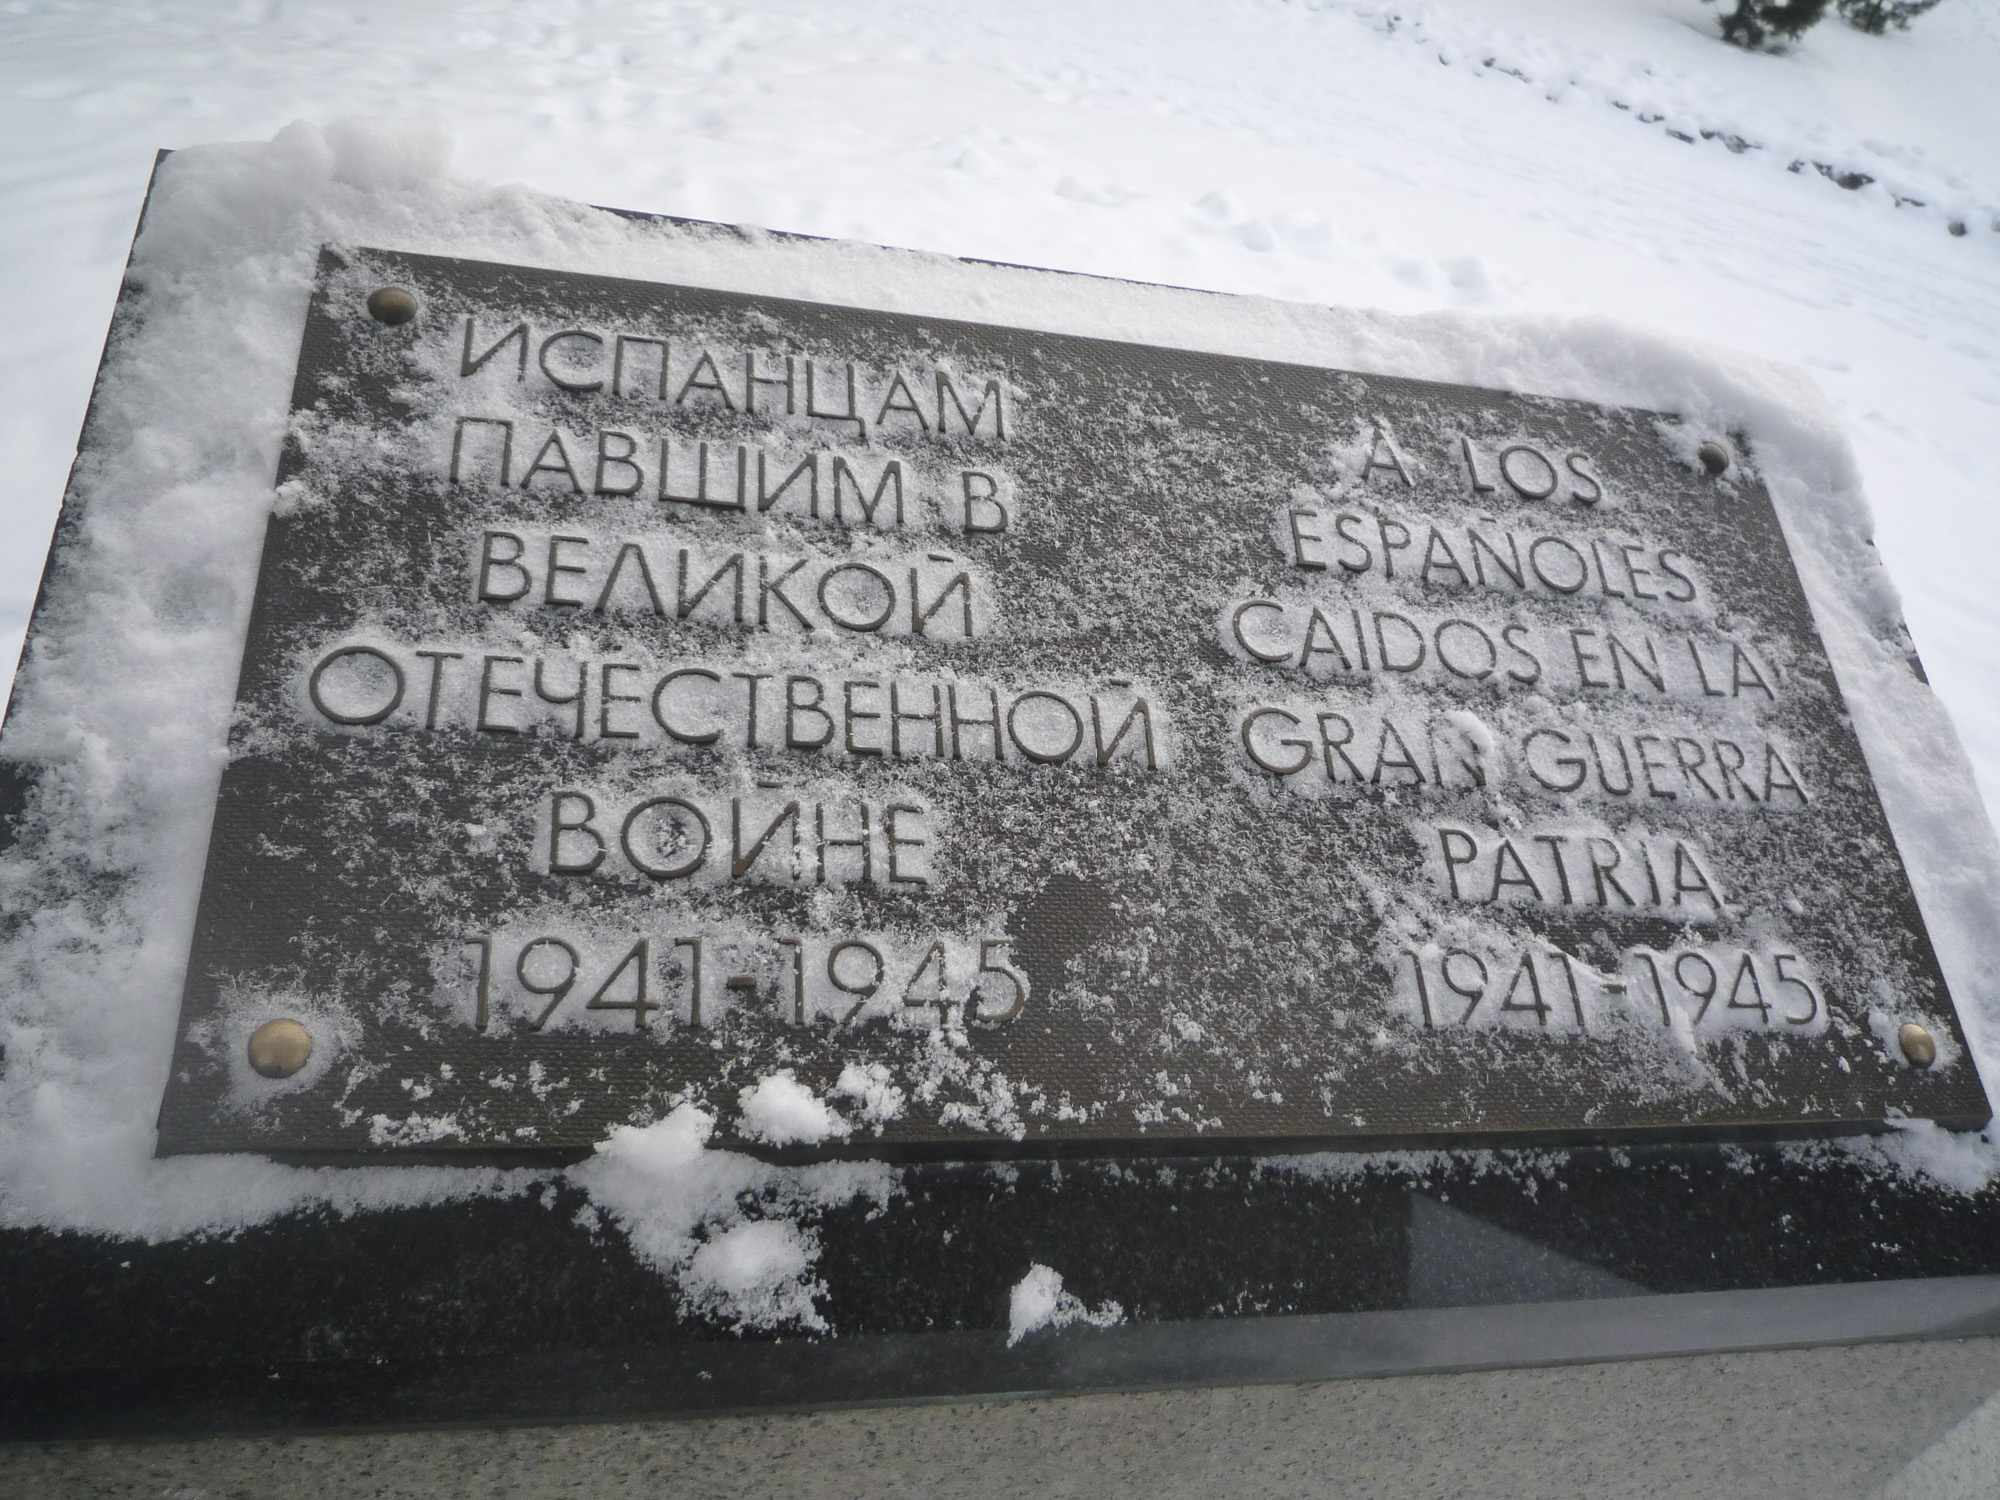 ИСПАНЦАМ
ПАВШИМ В
ВЕЛИКОЙ
ОТЕЧЕСТВЕННОЙ
ВОЙНЕ
1941-1945
A LOS
ESPAÑOLES
CAIDOS EN LA
GRAN GUERRA
PATRIA
1941-1945